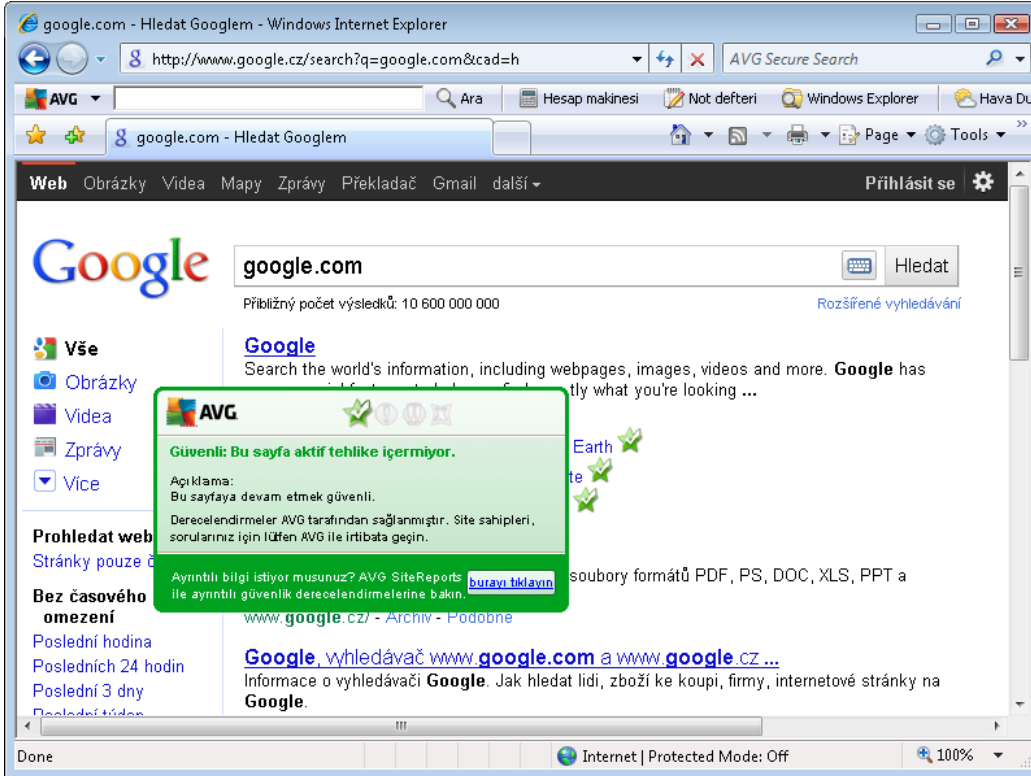 google.com - Hledat Googlem - Windows Internet Explorer
http://www.google.cz/search?q=google.com&cad=h
AVG Secure Search
AVG
Ara
Hesap makinesi
Not defteri
Windows Explorer
Hava Du
google.com - Hledat Googlem
Page
Tools
Web Obrázky Videa Mapy Zprávy Překladač Gmail další
Přihlásit se
Google
google.com
Hledat
Přibližný počet výsledků: 10 600 000 000
Rozšířené vyhledávání
Vše
Obrázky
Videa
Zprávy
Více
Prohledat web
Stránky pouze
Bez časového
omezení
Poslední hodina
Posledních 24 hodin
Poslední 3 dny
Poslední týden
Google
Search the world's information, including webpages, images, videos and more. Google has
tly what you're looking ...
Earth
te
AVG
Güvenli: Bu sayfa aktif tehlike içermiyor.
Açıklama:
Bu sayfaya devam etmek güvenli.
Derecelendirmeler AVG tarafından sağlanmıştır. Site sahipleri,
sorularınız için lütfen AVG ile irtibata geçin.
Ayrıntılı bilgi istiyor musunuz? AVG SiteReports
ile ayrıntılı güvenlik derecelendirmelerine bakın.
burayı tıklayın
soubory formátů PDF, PS, DOC, XLS, PPT a
www.google.cz/ - Archiv - Podobné
Google, vyhledávač www.google.com a www.google.cz ...
Informace o vyhledávači Google. Jak hledat lidi, zboží ke koupi, firmy, internetové stránky na
Google.
Done
Internet | Protected Mode: Off
100%